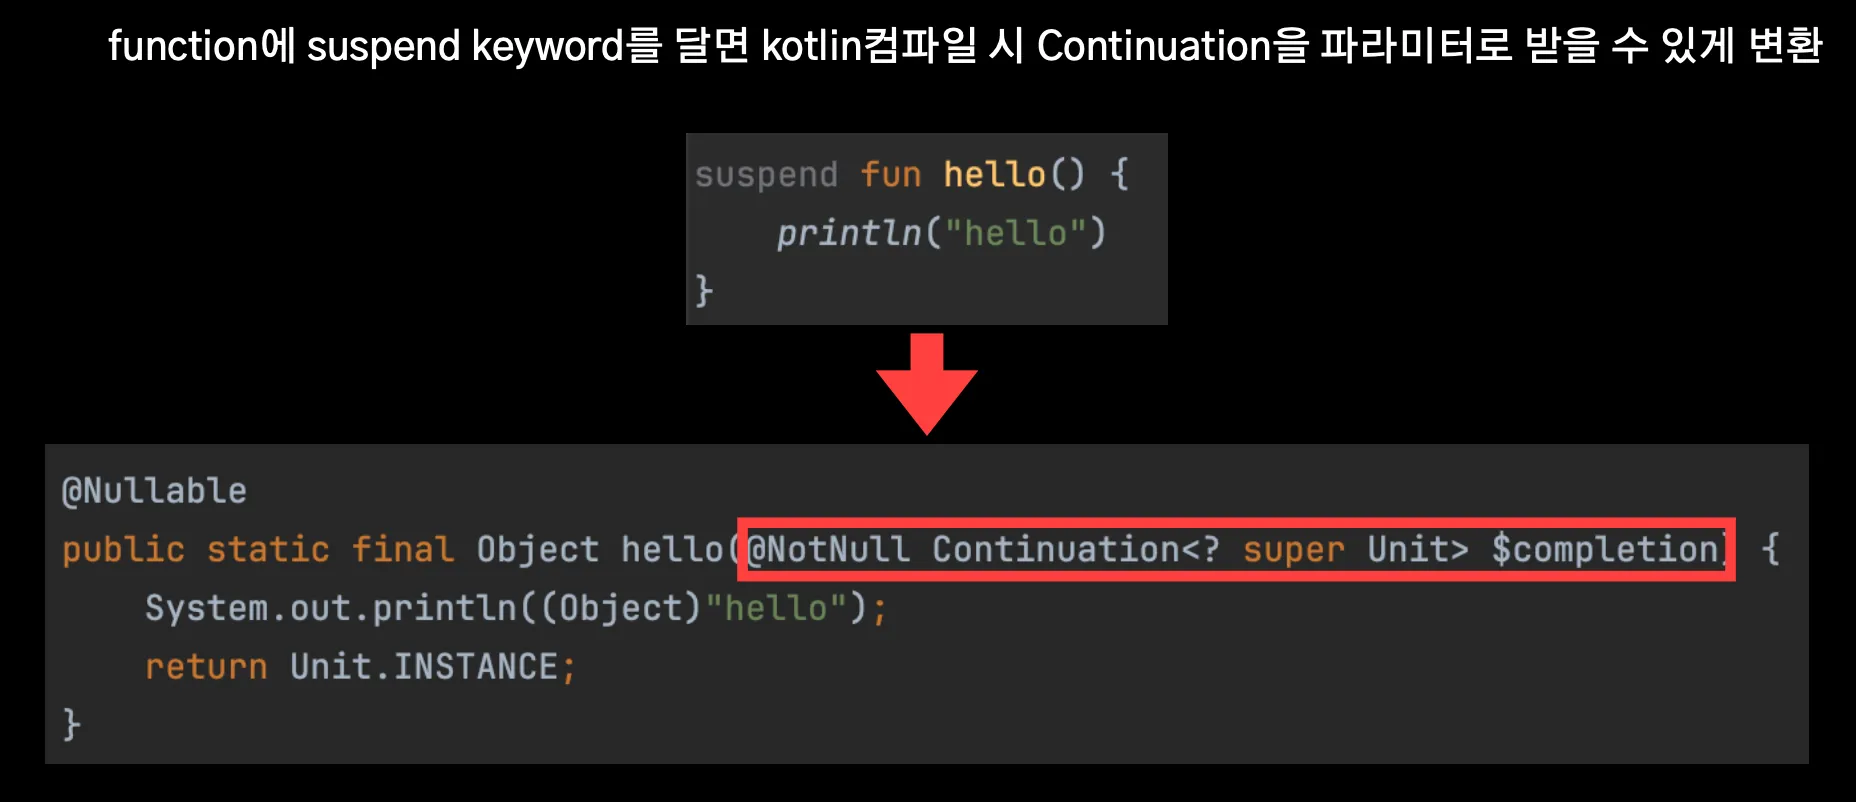 function에 suspend keyword를 달면 kotlin컴파일 시 Continuation을 파라미터로 받을 수 있게 변환
suspend fun hello() {
println("hello")
}
@Nullable
public static final Object hello(@NotNull Continuation<? super Unit> $completion) {
System.out.println((Object)"hello");
return Unit.INSTANCE;
}